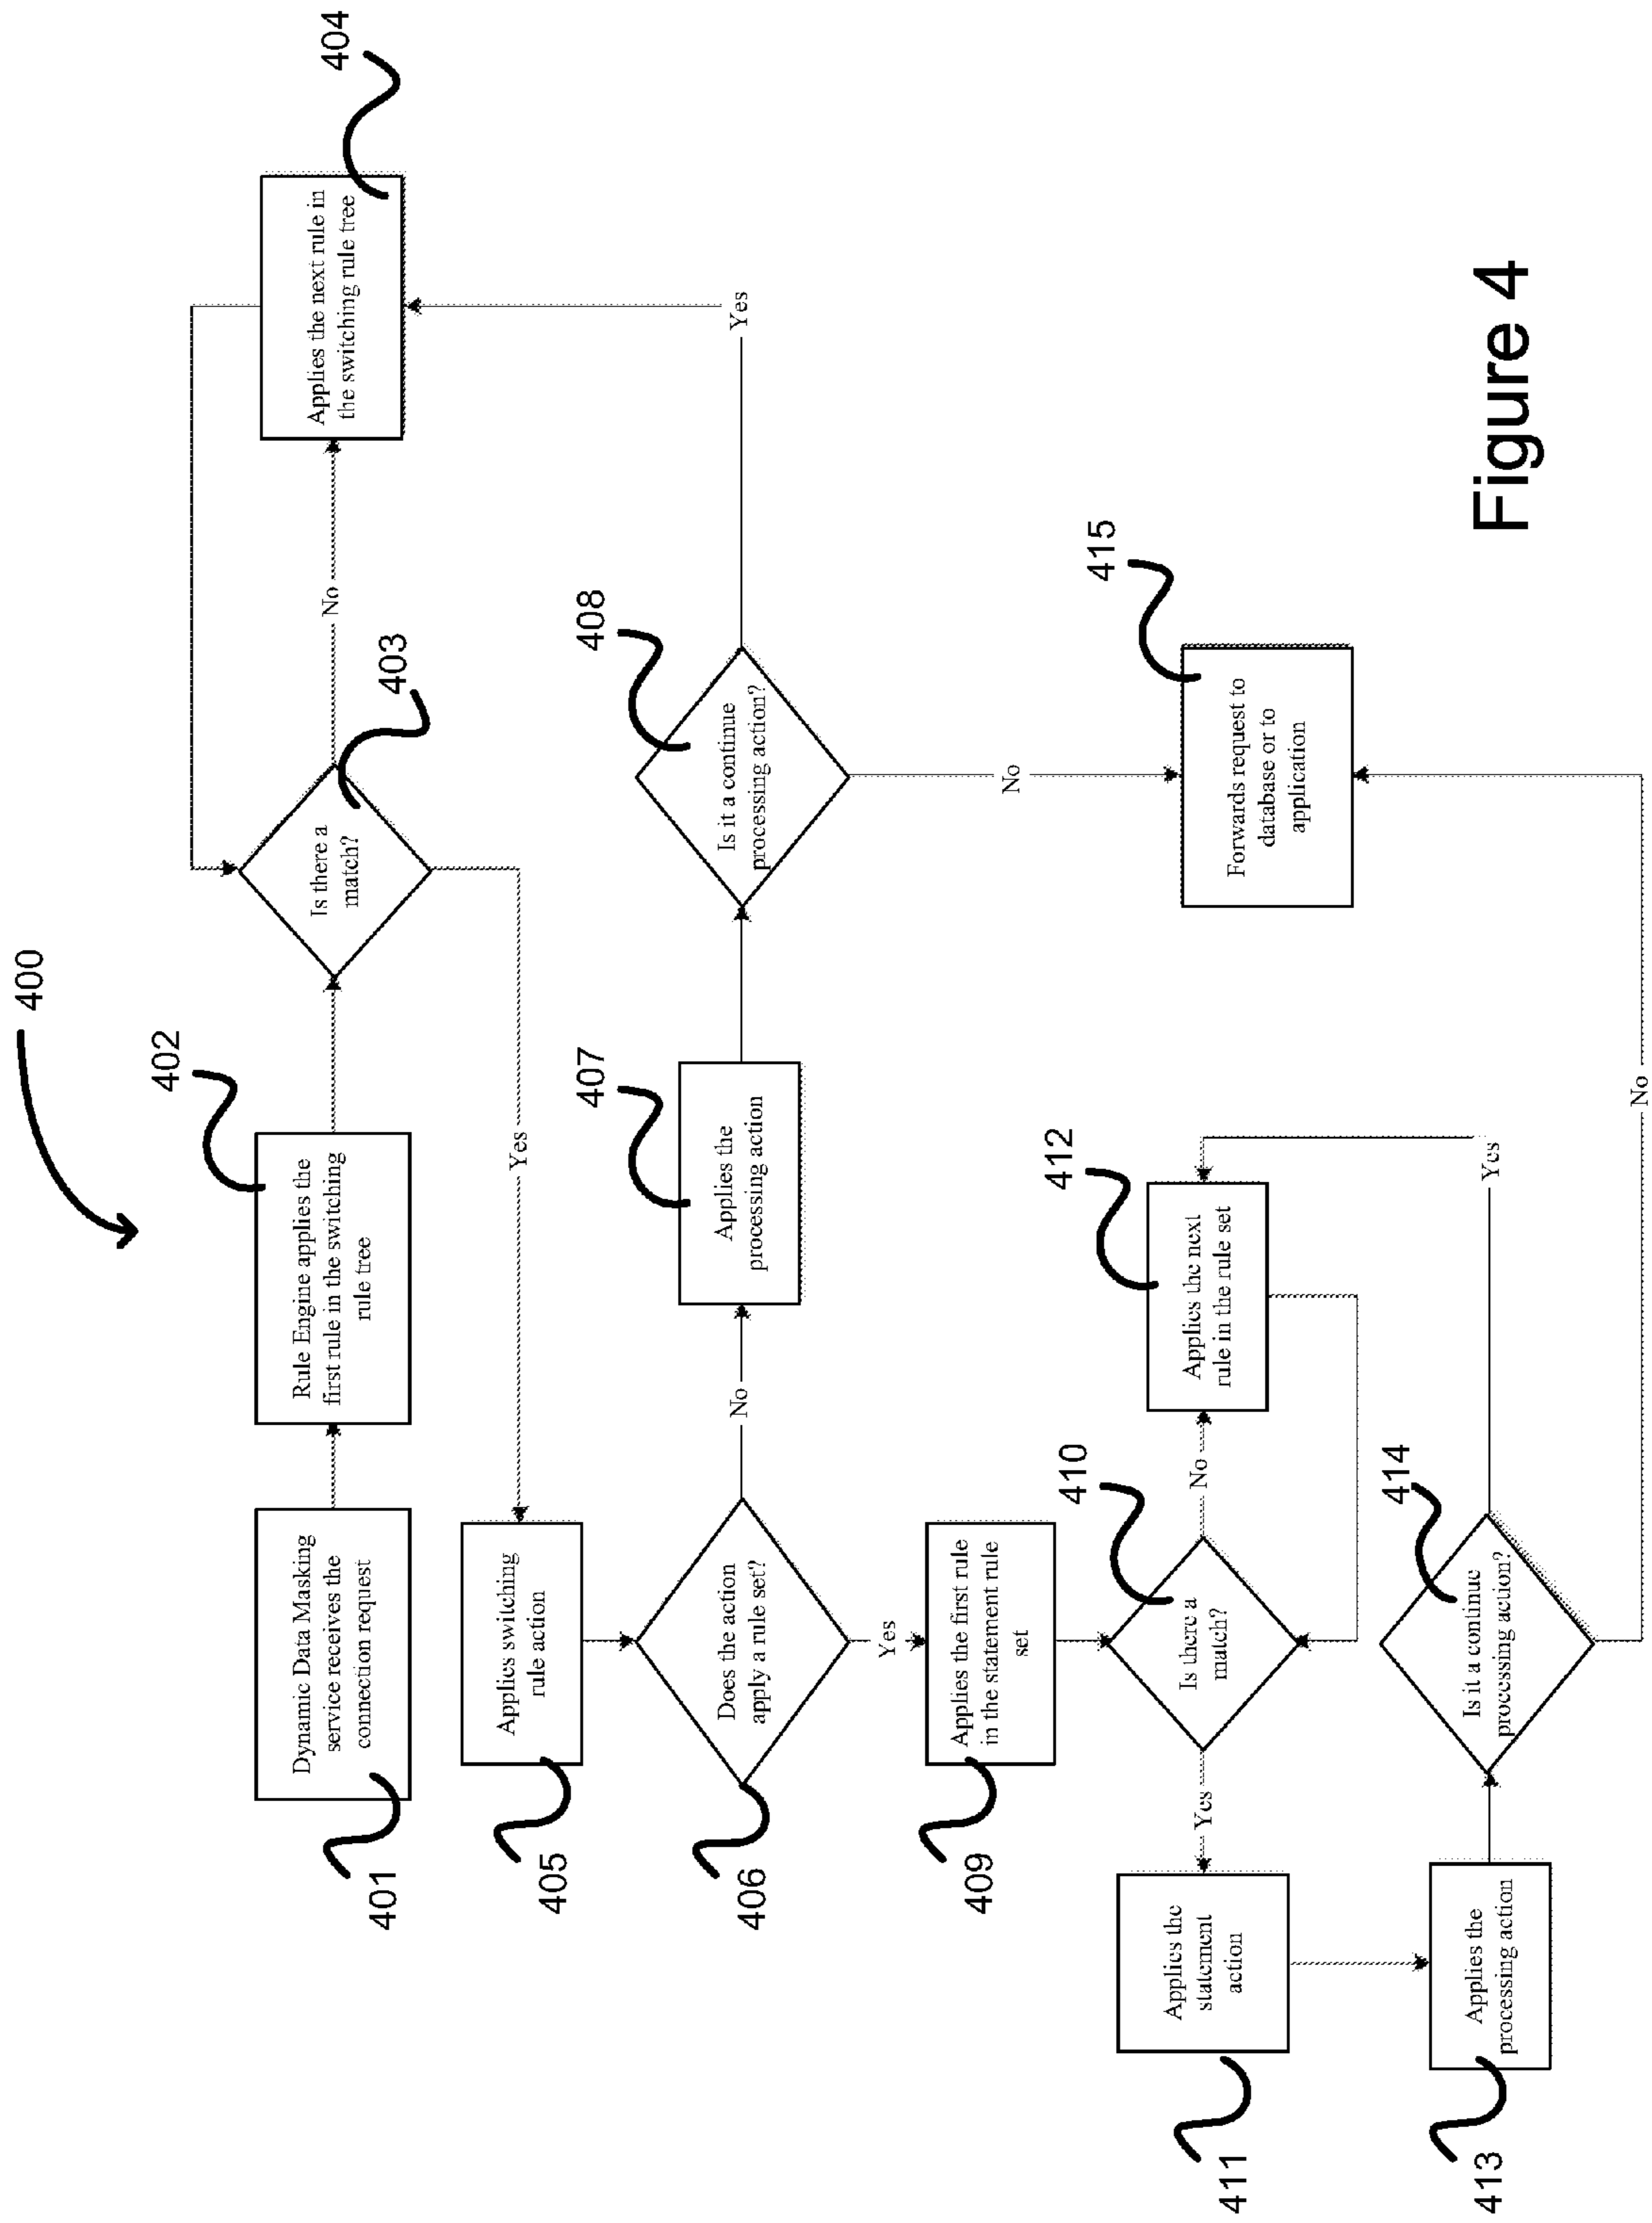 400
402
404
Dynamic Data Masking
service receives the
connection request
Rule Engine applies the
first rule in the switching
rule tree
Is there a
match?
No
Applies the next rule in
the switching rule tree
401
403
Yes
405
Applies switching
rule action
407
408
Does the action
apply a rule set?
No
Applies the
processing action
Is it a continue
processing action?
Yes
406
Yes
No
409
Applies the first rule
in the statement rule
set
410
412
415
Applies the
statement
action
Yes
Is there a
match?
No
Applies the next
rule in the rule set
Forwards request to
database or to
application
411
414
413
Applies the
processing action
Is it a continue
processing action?
Yes
No
Figure 4